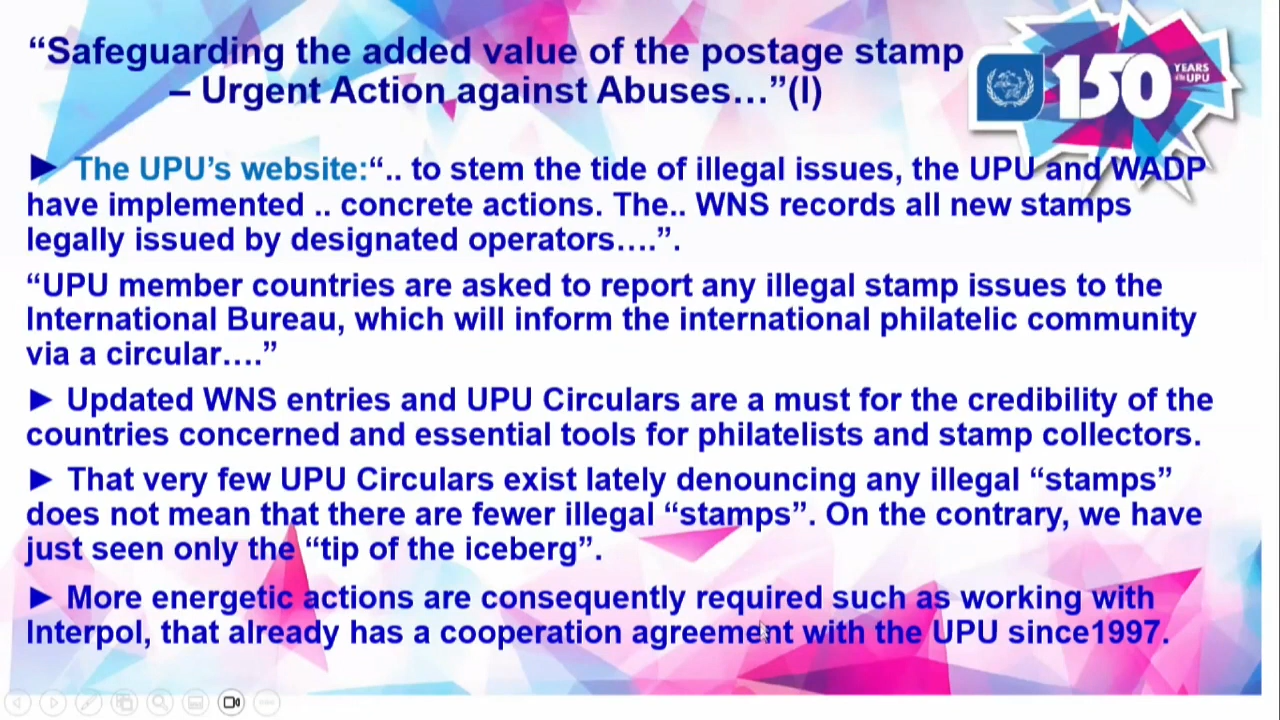 “Safeguarding the added value of the postage stamp
– Urgent Action against Abuses…”(I)
150
YEARS
of the UPU
► The UPU’s website:“.. to stem the tide of illegal issues, the UPU and WADP
have implemented .. concrete actions. The.. WNS records all new stamps
legally issued by designated operators….”.
“UPU member countries are asked to report any illegal stamp issues to the
International Bureau, which will inform the international philatelic community
via a circular….”
► Updated WNS entries and UPU Circulars are a must for the credibility of the
countries concerned and essential tools for philatelists and stamp collectors.
► That very few UPU Circulars exist lately denouncing any illegal “stamps”
does not mean that there are fewer illegal “stamps”. On the contrary, we have
just seen only the “tip of the iceberg”.
► More energetic actions are consequently required such as working with
Interpol, that already has a cooperation agreement with the UPU since1997.